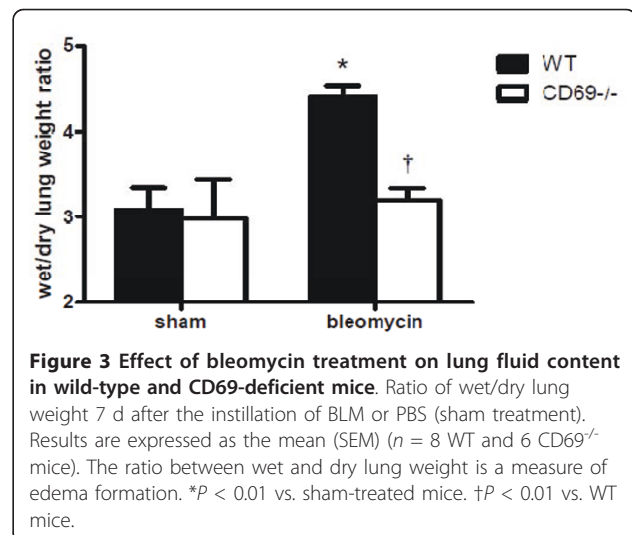 5
4
3
2
wet/dry lung weight ratio
*
†
WT
CD69-/-
sham
bleomycin
Figure 3 Effect of bleomycin treatment on lung fluid content
in wild-type and CD69-deficient mice. Ratio of wet/dry lung
weight 7 d after the instillation of BLM or PBS (sham treatment).
Results are expressed as the mean (SEM) (n = 8 WT and 6 CD69-/-
mice). The ratio between wet and dry lung weight is a measure of
edema formation. *P < 0.01 vs. sham-treated mice. †P < 0.01 vs. WT
mice.